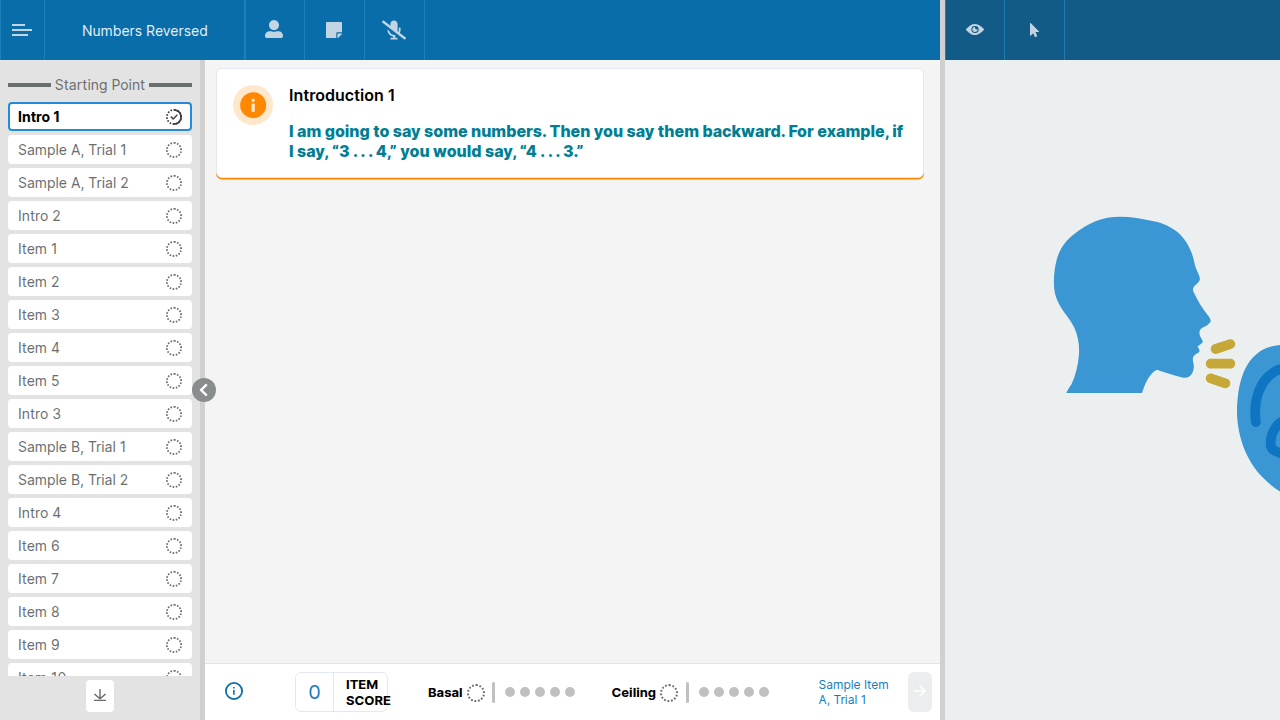 Numbers Reversed
Starting Point
Intro 1
Sample A, Trial 1
Sample A, Trial 2
Intro 2
Item 1
Item 2
Item 3
Item 4
Item 5
Intro 3
Sample B, Trial 1
Sample B, Trial 2
Intro 4
Item 6
Item 7
Item 8
Item 9
Item 10
Introduction 1
I am going to say some numbers. Then you say them backward. For example, if
I say, “3 . . . 4,” you would say, “4 . . . 3.”
0
ITEM
SCORE
Basal
Ceiling
Sample Item
A, Trial 1